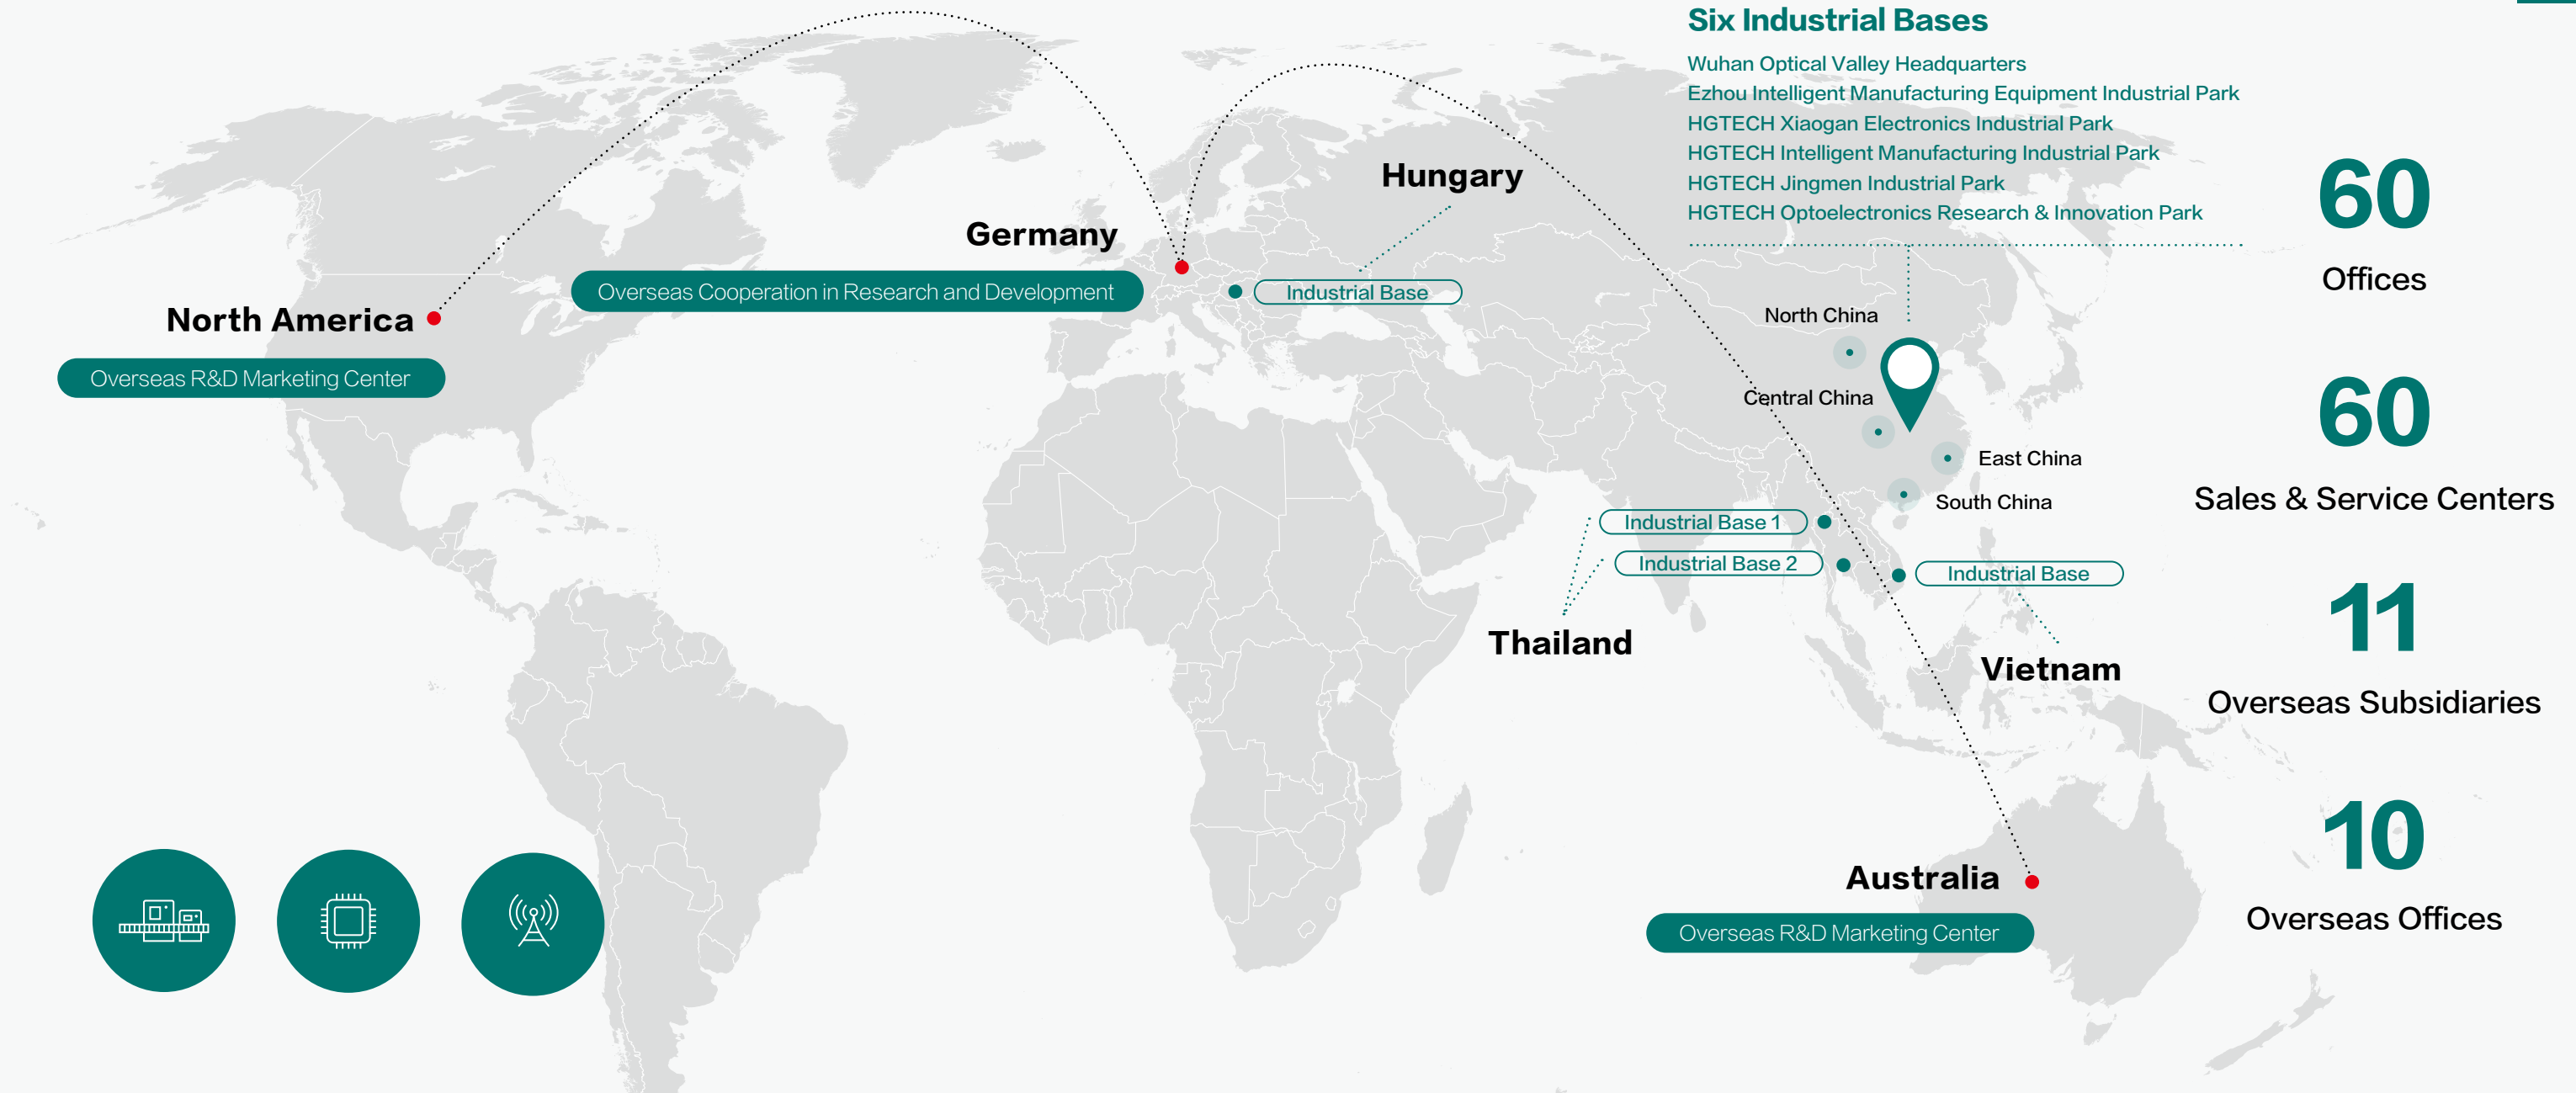 Six Industrial Bases
Wuhan Optical Valley Headquarters
Ezhou Intelligent Manufacturing Equipment Industrial Park
HGTECH Xiaogan Electronics Industrial Park
HGTECH Intelligent Manufacturing Industrial Park
HGTECH Jingmen Industrial Park
HGTECH Optoelectronics Research & Innovation Park
Hungary
Industrial Base
Germany
Overseas Cooperation in Research and Development
North America
Overseas R&D Marketing Center
North China
Central China
East China
South China
Industrial Base 1
Industrial Base 2
Thailand
Industrial Base
Vietnam
Australia
Overseas R&D Marketing Center
60
Offices
60
Sales & Service Centers
11
Overseas Subsidiaries
10
Overseas Offices